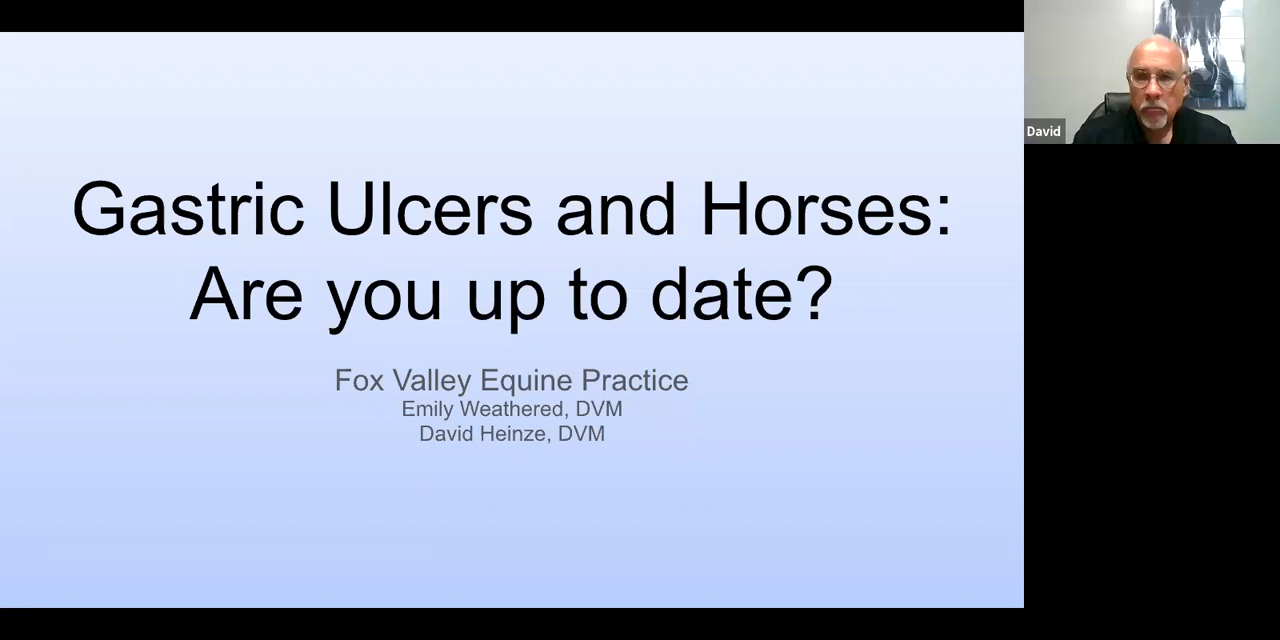 Gastric Ulcers and Horses:
Are you up to date?
Fox Valley Equine Practice
Emily Weathered, DVM
David Heinze, DVM
David